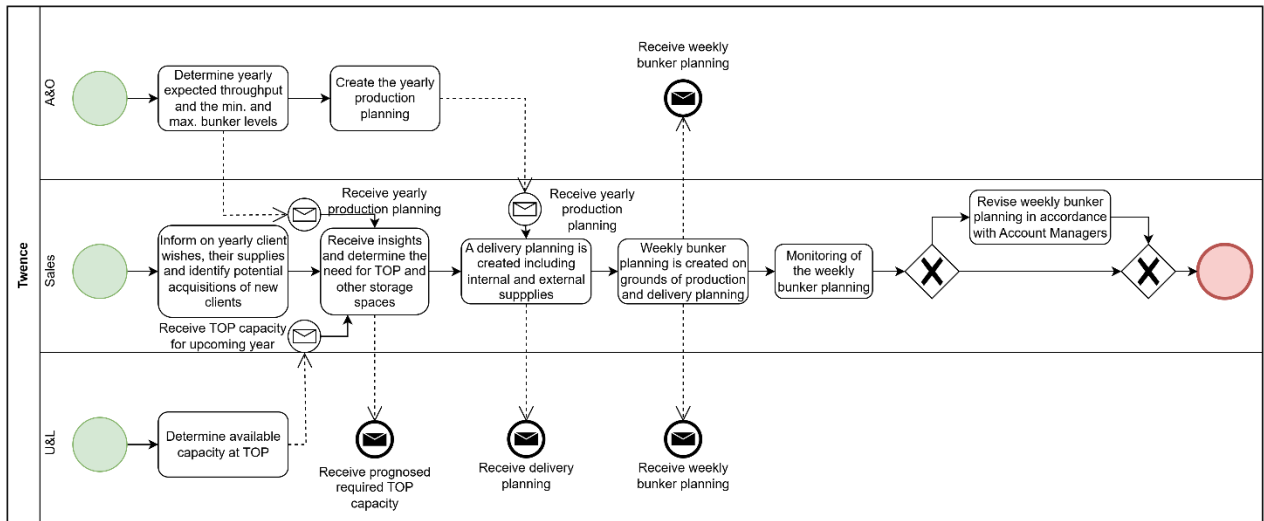 Twence
A&O
Determine yearly
expected throughput
and the min. and
max. bunker levels
Create the yearly
production planning
Receive weekly
bunker planning
Sales
Receive yearly
production planning
Inform on yearly client
wishes, their supplies
and identify potential
acquisitions of new
clients
Receive insights
and determine the
need for TOP and
other storage
spaces
Receive TOP capacity
for upcoming year
Receive yearly
production
planning
A delivery planning is
created including
internal and external
suppplies
Weekly bunker
planning is created on
grounds of production
and delivery planning
Monitoring of
the weekly
bunker planning
Revise weekly bunker
planning in accordance
with Account Managers
U&L
Determine available
capacity at TOP
Receive prognosed
required TOP
capacity
Receive delivery
planning
Receive weekly
bunker planning